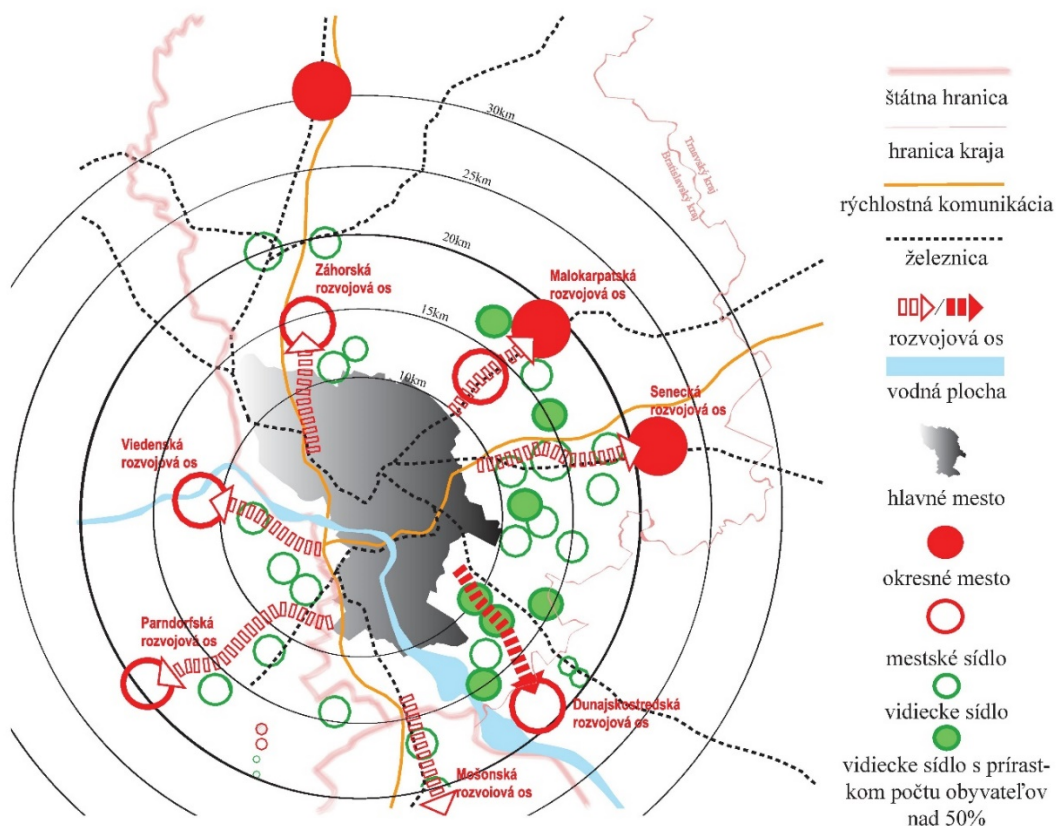 30km
25km
20km
15km
10km
Trnavský kraj
Bratislavský kraj
Záhorská
rozvojová os
Malokarpatská
rozvojová os
Senecká
rozvojová os
Viedenská
rozvojová os
Parndorfská
rozvojová os
Dunajskostredská
rozvojová os
Mošonská
rozvoiová os
štátna hranica
hranica kraja
rýchlostná komunikácia
železnica
/
rozvojová os
vodná plocha
hlavné mesto
okresné mesto
mestské sídlo
vidiecke sídlo
vidiecke sídlo s prírast-
kom počtu obyvateľov
nad 50%